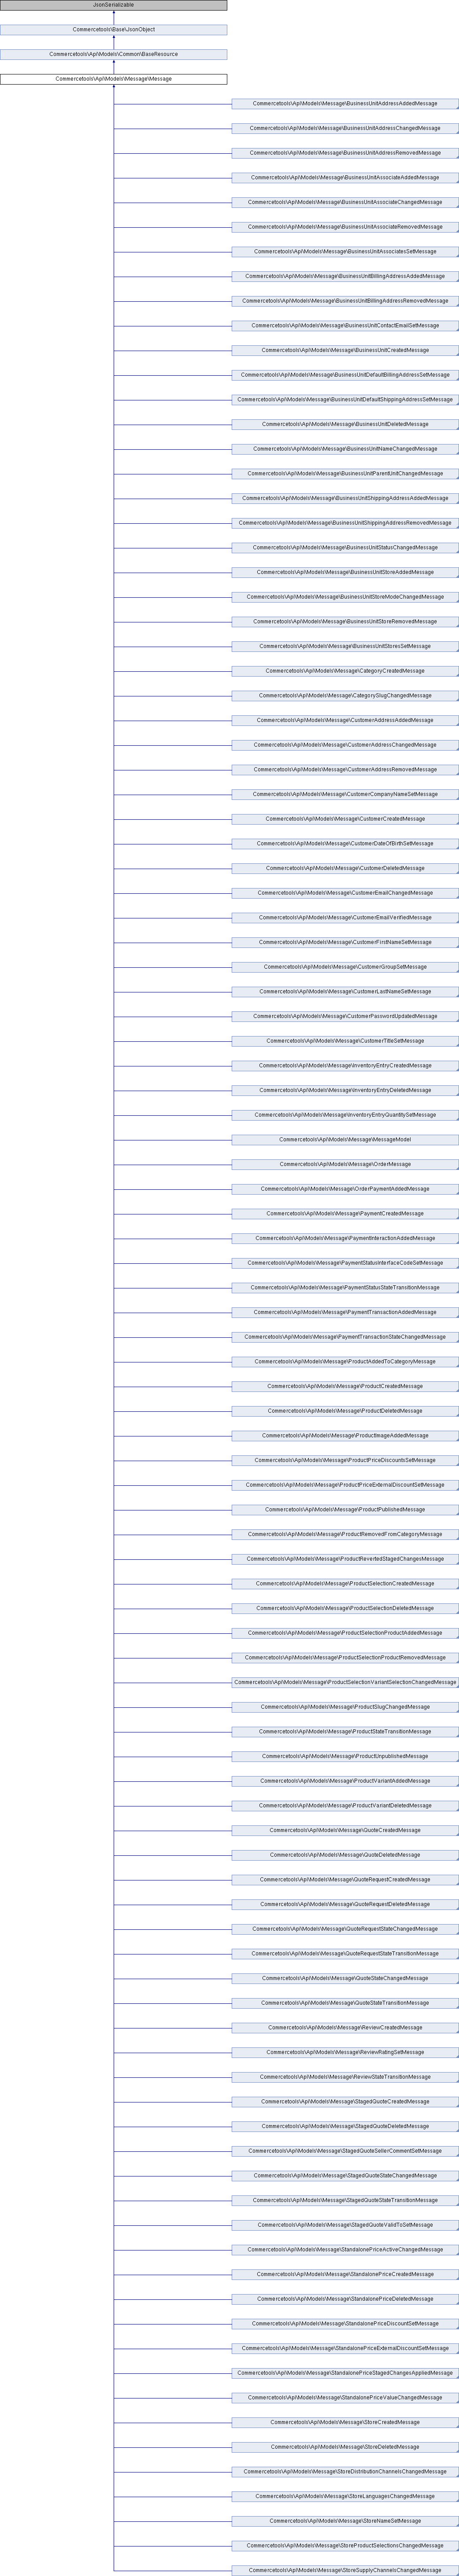 JsonSerializable
Commercetools\Base\JsonObject
Commercetools\Api\Models\Common\BaseResource
Commercetools\Api\Models\Message\Message
Commercetools\Api\Models\Message\BusinessUnitAddressAddedMessage
Commercetools\Api\Models\Message\BusinessUnitAddressChangedMessage
Commercetools\Api\Models\Message\BusinessUnitAddressRemovedMessage
Commercetools\Api\Models\Message\BusinessUnitAssociateAddedMessage
Commercetools\Api\Models\Message\BusinessUnitAssociateChangedMessage
Commercetools\Api\Models\Message\BusinessUnitAssociateRemovedMessage
Commercetools\Api\Models\Message\BusinessUnitAssociatesSetMessage
Commercetools\Api\Models\Message\BusinessUnitBillingAddressAddedMessage
Commercetools\Api\Models\Message\BusinessUnitBillingAddressRemovedMessage
Commercetools\Api\Models\Message\BusinessUnitContactEmailSetMessage
Commercetools\Api\Models\Message\BusinessUnitCreatedMessage
Commercetools\Api\Models\Message\BusinessUnitDefaultBillingAddressSetMessage
Commercetools\Api\Models\Message\BusinessUnitDefaultShippingAddressSetMessage
Commercetools\Api\Models\Message\BusinessUnitDeletedMessage
Commercetools\Api\Models\Message\BusinessUnitNameChangedMessage
Commercetools\Api\Models\Message\BusinessUnitParentUnitChangedMessage
Commercetools\Api\Models\Message\BusinessUnitShippingAddressAddedMessage
Commercetools\Api\Models\Message\BusinessUnitShippingAddressRemovedMessage
Commercetools\Api\Models\Message\BusinessUnitStatusChangedMessage
Commercetools\Api\Models\Message\BusinessUnitStoreAddedMessage
Commercetools\Api\Models\Message\BusinessUnitStoreModeChangedMessage
Commercetools\Api\Models\Message\BusinessUnitStoreRemovedMessage
Commercetools\Api\Models\Message\BusinessUnitStoresSetMessage
Commercetools\Api\Models\Message\CategoryCreatedMessage
Commercetools\Api\Models\Message\CategorySlugChangedMessage
Commercetools\Api\Models\Message\CustomerAddressAddedMessage
Commercetools\Api\Models\Message\CustomerAddressChangedMessage
Commercetools\Api\Models\Message\CustomerAddressRemovedMessage
Commercetools\Api\Models\Message\CustomerCompanyNameSetMessage
Commercetools\Api\Models\Message\CustomerCreatedMessage
Commercetools\Api\Models\Message\CustomerDateOfBirthSetMessage
Commercetools\Api\Models\Message\CustomerDeletedMessage
Commercetools\Api\Models\Message\CustomerEmailChangedMessage
Commercetools\Api\Models\Message\CustomerEmailVerifiedMessage
Commercetools\Api\Models\Message\CustomerFirstNameSetMessage
Commercetools\Api\Models\Message\CustomerGroupSetMessage
Commercetools\Api\Models\Message\CustomerLastNameSetMessage
Commercetools\Api\Models\Message\CustomerPasswordUpdatedMessage
Commercetools\Api\Models\Message\CustomerTitleSetMessage
Commercetools\Api\Models\Message\InventoryEntryCreatedMessage
Commercetools\Api\Models\Message\InventoryEntryDeletedMessage
Commercetools\Api\Models\Message\InventoryEntryQuantitySetMessage
Commercetools\Api\Models\Message\MessageModel
Commercetools\Api\Models\Message\OrderMessage
Commercetools\Api\Models\Message\OrderPaymentAddedMessage
Commercetools\Api\Models\Message\PaymentCreatedMessage
Commercetools\Api\Models\Message\PaymentInteractionAddedMessage
Commercetools\Api\Models\Message\PaymentStatusInterfaceCodeSetMessage
Commercetools\Api\Models\Message\PaymentStatusStateTransitionMessage
Commercetools\Api\Models\Message\PaymentTransactionAddedMessage
Commercetools\Api\Models\Message\PaymentTransactionStateChangedMessage
Commercetools\Api\Models\Message\ProductAddedToCategoryMessage
Commercetools\Api\Models\Message\ProductCreatedMessage
Commercetools\Api\Models\Message\ProductDeletedMessage
Commercetools\Api\Models\Message\ProductImageAddedMessage
Commercetools\Api\Models\Message\ProductPriceDiscountsSetMessage
Commercetools\Api\Models\Message\ProductPriceExternalDiscountSetMessage
Commercetools\Api\Models\Message\ProductPublishedMessage
Commercetools\Api\Models\Message\ProductRemovedFromCategoryMessage
Commercetools\Api\Models\Message\ProductRevertedStagedChangesMessage
Commercetools\Api\Models\Message\ProductSelectionCreatedMessage
Commercetools\Api\Models\Message\ProductSelectionDeletedMessage
Commercetools\Api\Models\Message\ProductSelectionProductAddedMessage
Commercetools\Api\Models\Message\ProductSelectionProductRemovedMessage
Commercetools\Api\Models\Message\ProductSelectionVariantSelectionChangedMessage
Commercetools\Api\Models\Message\ProductSlugChangedMessage
Commercetools\Api\Models\Message\ProductStateTransitionMessage
Commercetools\Api\Models\Message\ProductUnpublishedMessage
Commercetools\Api\Models\Message\ProductVariantAddedMessage
Commercetools\Api\Models\Message\ProductVariantDeletedMessage
Commercetools\Api\Models\Message\QuoteCreatedMessage
Commercetools\Api\Models\Message\QuoteDeletedMessage
Commercetools\Api\Models\Message\QuoteRequestCreatedMessage
Commercetools\Api\Models\Message\QuoteRequestDeletedMessage
Commercetools\Api\Models\Message\QuoteRequestStateChangedMessage
Commercetools\Api\Models\Message\QuoteRequestStateTransitionMessage
Commercetools\Api\Models\Message\QuoteStateChangedMessage
Commercetools\Api\Models\Message\QuoteStateTransitionMessage
Commercetools\Api\Models\Message\ReviewCreatedMessage
Commercetools\Api\Models\Message\ReviewRatingSetMessage
Commercetools\Api\Models\Message\ReviewStateTransitionMessage
Commercetools\Api\Models\Message\StagedQuoteCreatedMessage
Commercetools\Api\Models\Message\StagedQuoteDeletedMessage
Commercetools\Api\Models\Message\StagedQuoteSellerCommentSetMessage
Commercetools\Api\Models\Message\StagedQuoteStateChangedMessage
Commercetools\Api\Models\Message\StagedQuoteStateTransitionMessage
Commercetools\Api\Models\Message\StagedQuoteValidToSetMessage
Commercetools\Api\Models\Message\StandalonePriceActiveChangedMessage
Commercetools\Api\Models\Message\StandalonePriceCreatedMessage
Commercetools\Api\Models\Message\StandalonePriceDeletedMessage
Commercetools\Api\Models\Message\StandalonePriceDiscountSetMessage
Commercetools\Api\Models\Message\StandalonePriceExternalDiscountSetMessage
Commercetools\Api\Models\Message\StandalonePriceStagedChangesAppliedMessage
Commercetools\Api\Models\Message\StandalonePriceValueChangedMessage
Commercetools\Api\Models\Message\StoreCreatedMessage
Commercetools\Api\Models\Message\StoreDeletedMessage
Commercetools\Api\Models\Message\StoreDistributionChannelsChangedMessage
Commercetools\Api\Models\Message\StoreLanguagesChangedMessage
Commercetools\Api\Models\Message\StoreNameSetMessage
Commercetools\Api\Models\Message\StoreProductSelectionsChangedMessage
Commercetools\Api\Models\Message\StoreSupplyChannelsChangedMessage